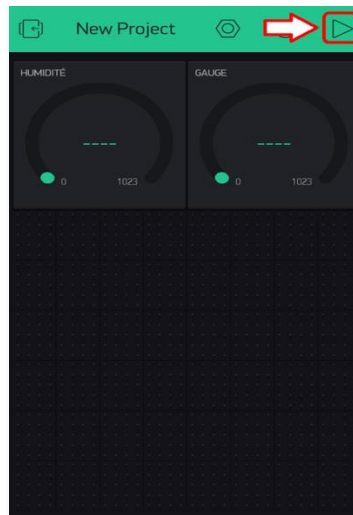 New Project
HUMIDITÉ
GAUGE
----
----
0
1023
0
1023